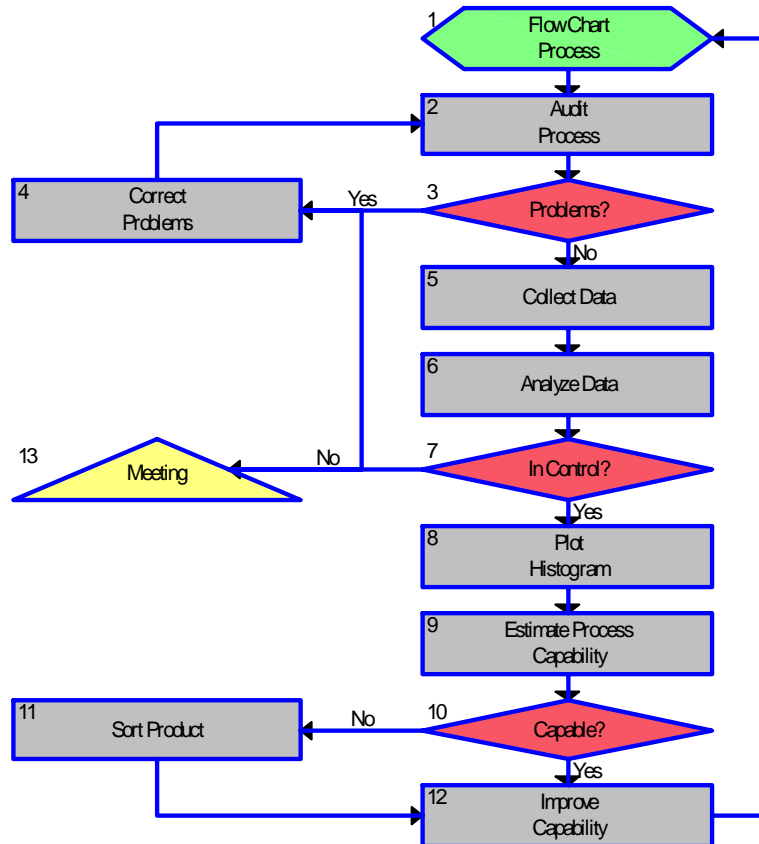 1
FlowChart
Process
2
Audit
Process
4
Correct
Problems
Yes
3
Problems?
No
5
Collect Data
6
Analyze Data
13
Meeting
No
7
In Control?
Yes
8
Plot
Histogram
9
Estimate Process
Capability
11
Sort Product
No
10
Capable?
Yes
12
Improve
Capability